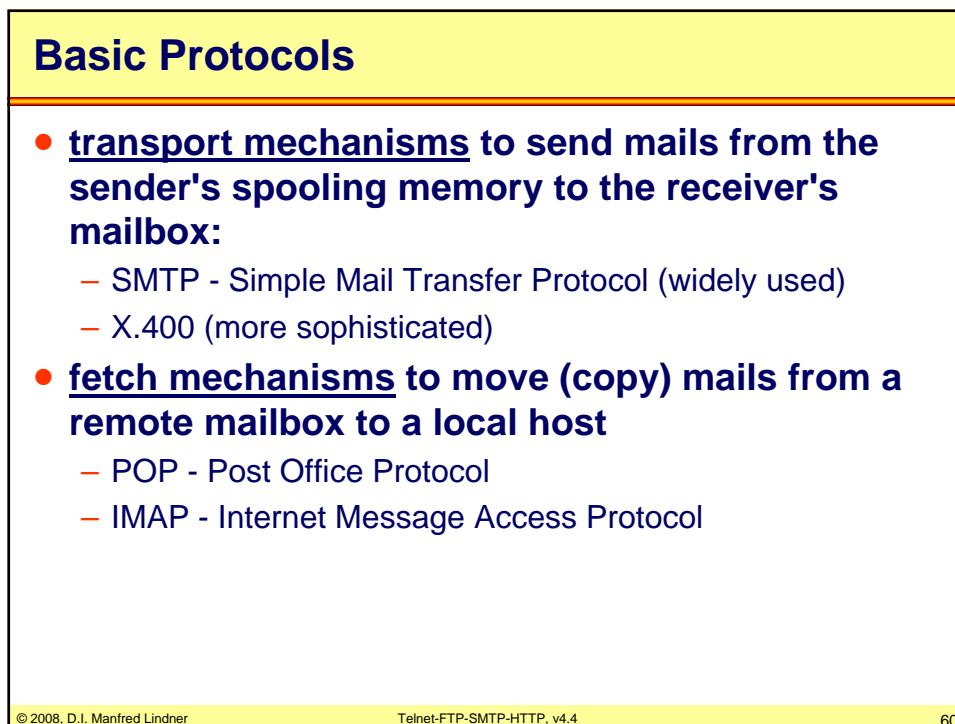 Basic Protocols
• transport mechanisms to send mails from the
sender's spooling memory to the receiver's
mailbox:
– SMTP - Simple Mail Transfer Protocol (widely used)
– X.400 (more sophisticated)
• fetch mechanisms to move (copy) mails from a
remote mailbox to a local host
– POP - Post Office Protocol
– IMAP - Internet Message Access Protocol
© 2008, D.I. Manfred Lindner Telnet-FTP-SMTP-HTTP, v4.4 60